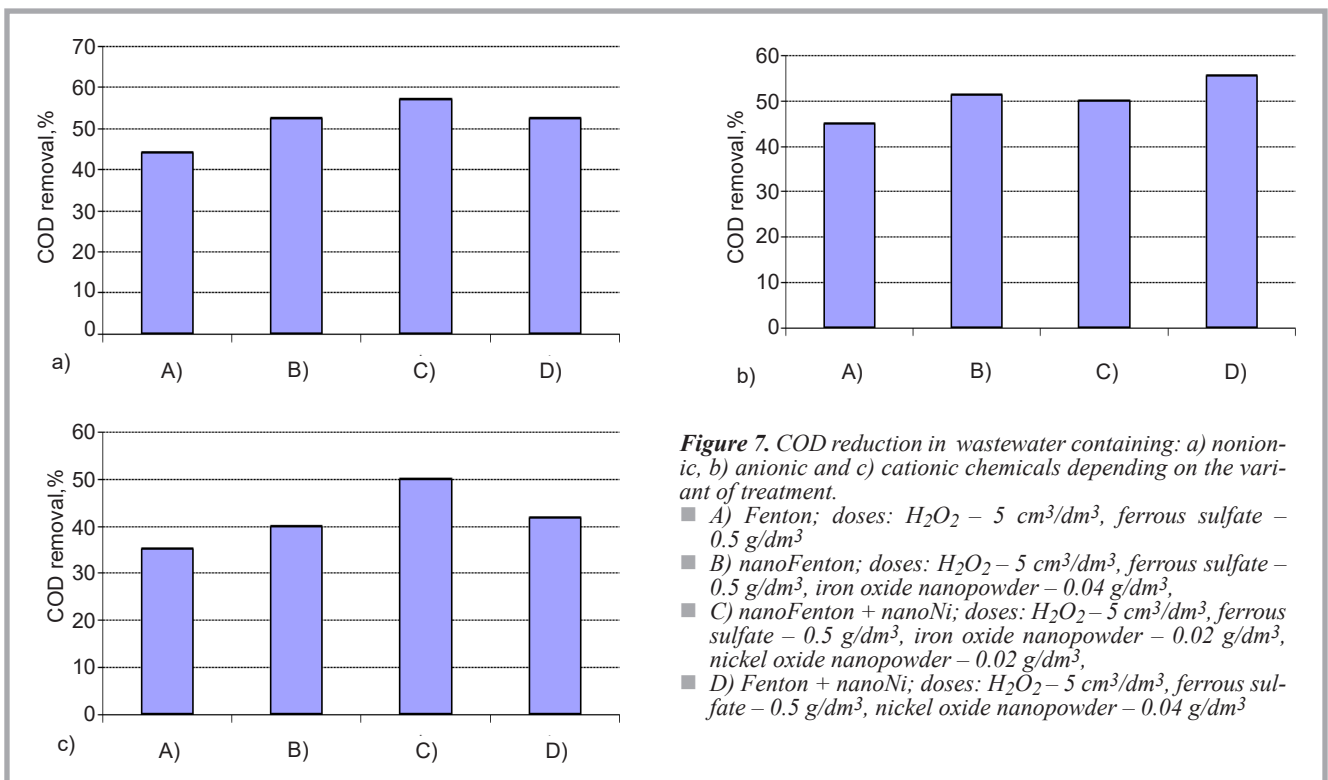 70
60
50
40
30
20
10
0
COD removal,%
a)
A)
B)
C)
D)
60
50
40
30
20
10
0
COD removal,%
b)
A)
B)
C)
D)
60
50
40
30
20
10
0
COD removal,%
c)
A)
B)
C)
D)
Figure 7. COD reduction in wastewater containing: a) nonion-
ic, b) anionic and c) cationic chemicals depending on the vari-
ant of treatment.
A) Fenton; doses: H2O2 – 5 cm3/dm3, ferrous sulfate –
0.5 g/dm3
B) nanoFenton; doses: H2O2 – 5 cm3/dm3, ferrous sulfate –
0.5 g/dm3, iron oxide nanopowder – 0.04 g/dm3,
C) nanoFenton + nanoNi; doses: H2O2 – 5 cm3/dm3, ferrous
sulfate – 0.5 g/dm3, iron oxide nanopowder – 0.02 g/dm3,
nickel oxide nanopowder – 0.02 g/dm3,
D) Fenton + nanoNi; doses: H2O2 – 5 cm3/dm3, ferrous sul-
fate – 0.5 g/dm3, nickel oxide nanopowder – 0.04 g/dm3